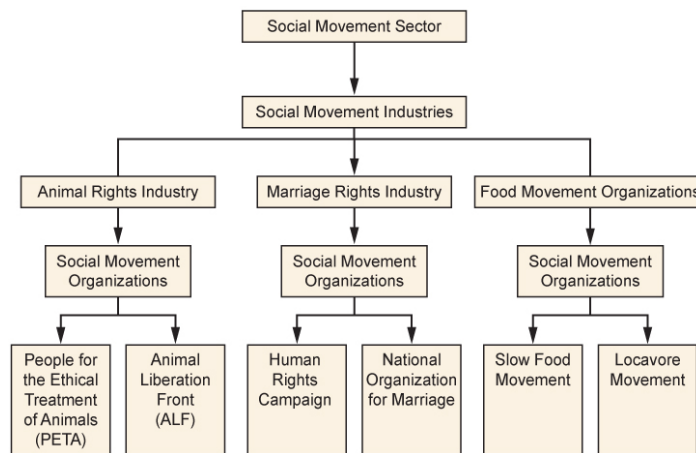 Social Movement Sector
Social Movement Industries
Animal Rights Industry
Marriage Rights Industry
Food Movement Organizations
Social Movement
Organizations
Social Movement
Organizations
Social Movement
Organizations
People for
the Ethical
Treatment
of Animals
(PETA)
Animal
Liberation
Front
(ALF)
Human
Rights
Campaign
National
Organization
for Marriage
Slow Food
Movement
Locavore
Movement